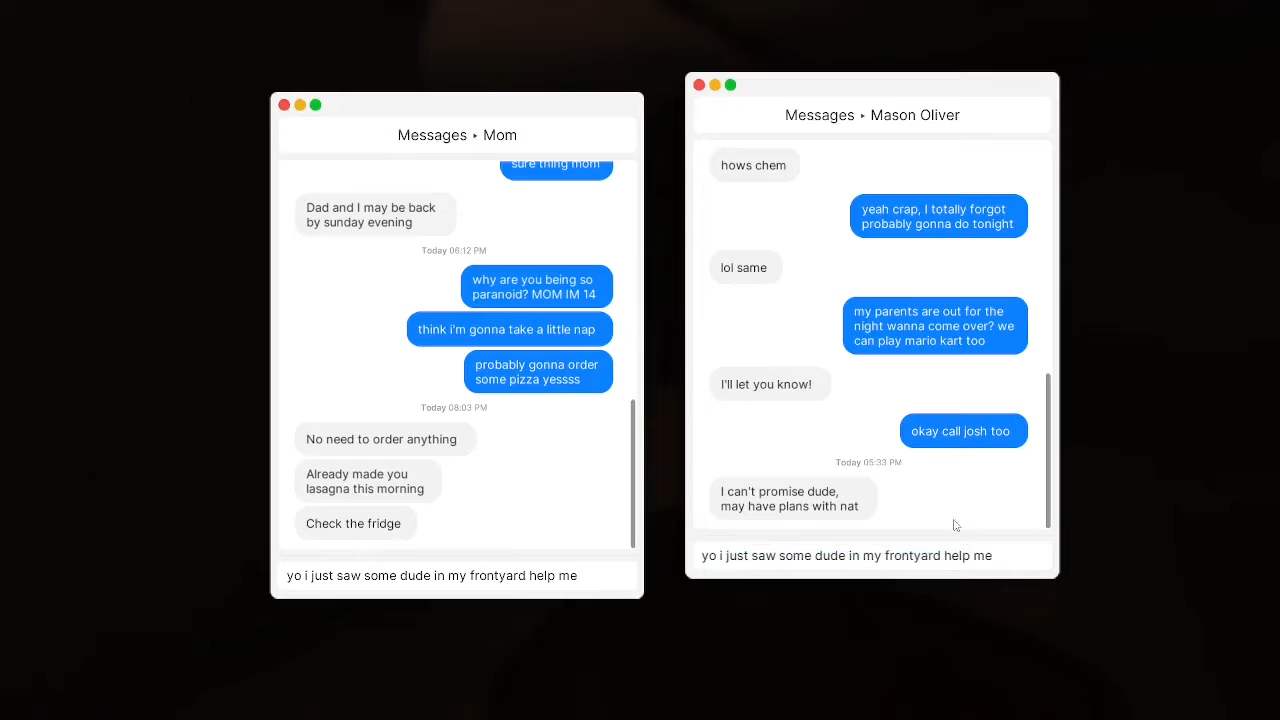 Messages ‣ Mom
sure thing mom
Dad and I may be back
by sunday evening
Today 06:12 PM
why are you being so
paranoid? MOM IM 14
think i'm gonna take a little nap
probably gonna order
some pizza yessss
Today 08:03 PM
No need to order anything
Already made you
lasagna this morning
Check the fridge
yo i just saw some dude in my frontyard help me
Messages ‣ Mason Oliver
hows chem
yeah crap, I totally forgot
probably gonna do tonight
lol same
my parents are out for the
night wanna come over? we
can play mario kart too
I'll let you know!
okay call josh too
Today 05:33 PM
I can't promise dude,
may have plans with nat
yo i just saw some dude in my frontyard help me